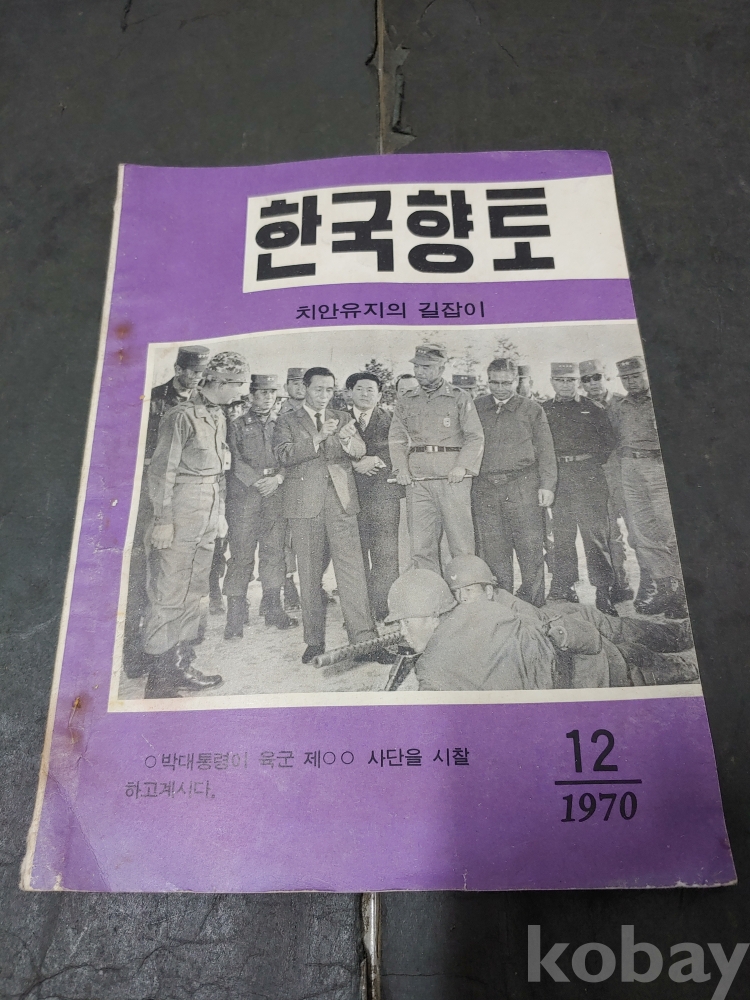 한국향토
치안유지의 길잡이
○박대통령이 육군 제○○ 사단을 시찰
하고계시다.
12
1970
kobay